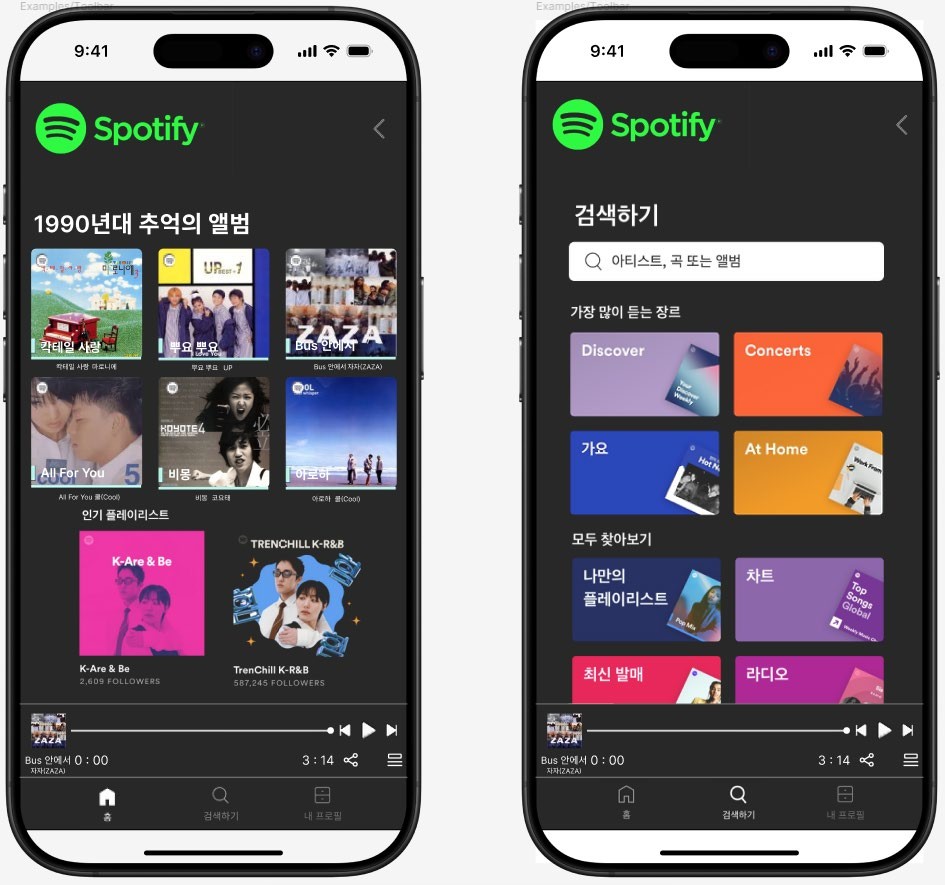 Examples/Toolbar
9:41
Spotify
1990년대 추억의 앨범
칵테일 사랑
칵테일 사랑 마로니에
UP
BEST+1
뿌요 뿌요
I Love You
뿌요 뿌요 UP
ZAZA
Bus 안에서
Bus 안에서 자자(ZAZA)
COOL 5
All For You
All For You 쿨(Cool)
KOYOTE4
비몽
비몽 코요태
아로하
아로하 쿨(Cool)
인기 플레이리스트
K-Are & Be
K-Are & Be
2,609 FOLLOWERS
TRENCHILL K-R&B
TrenChill K-R&B
587,245 FOLLOWERS
ZAZA
Bus 안에서 0 : 00
자자(ZAZA)
3 : 14
홈
검색하기
내 프로필
Examples/Toolbar
9:41
Spotify
검색하기
아티스트, 곡 또는 앨범
가장 많이 듣는 장르
Discover
Your
Discover
Weekly
Concerts
가요
Hot N
At Home
Work From
모두 찾아보기
나만의
플레이리스트
Pop Mix
차트
Top
Songs
Global
Weekly Music Ch
최신 발매
라디오
ZAZA
Bus 안에서 0 : 00
자자(ZAZA)
3 : 14
홈
검색하기
내 프로필